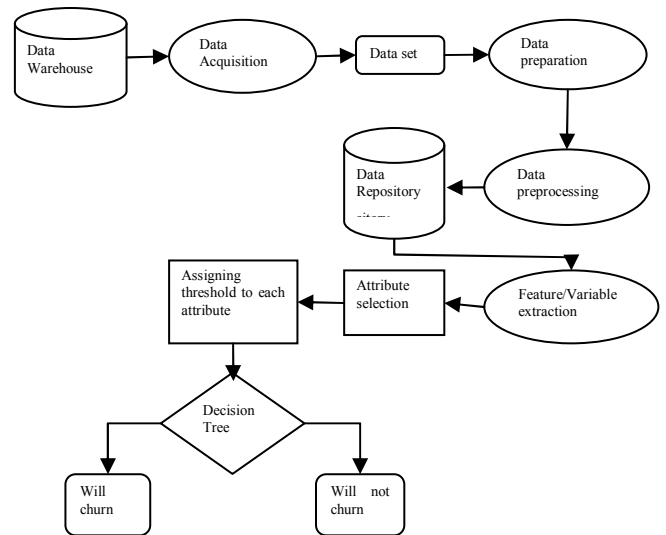 Data
Warehouse
Data
Acquisition
Data set
Data
preparation
Data
Repository
Data
preprocessing
Assigning
threshold to each
attribute
Attribute
selection
Feature/Variable
extraction
Decision
Tree
Will
churn
Will not
churn